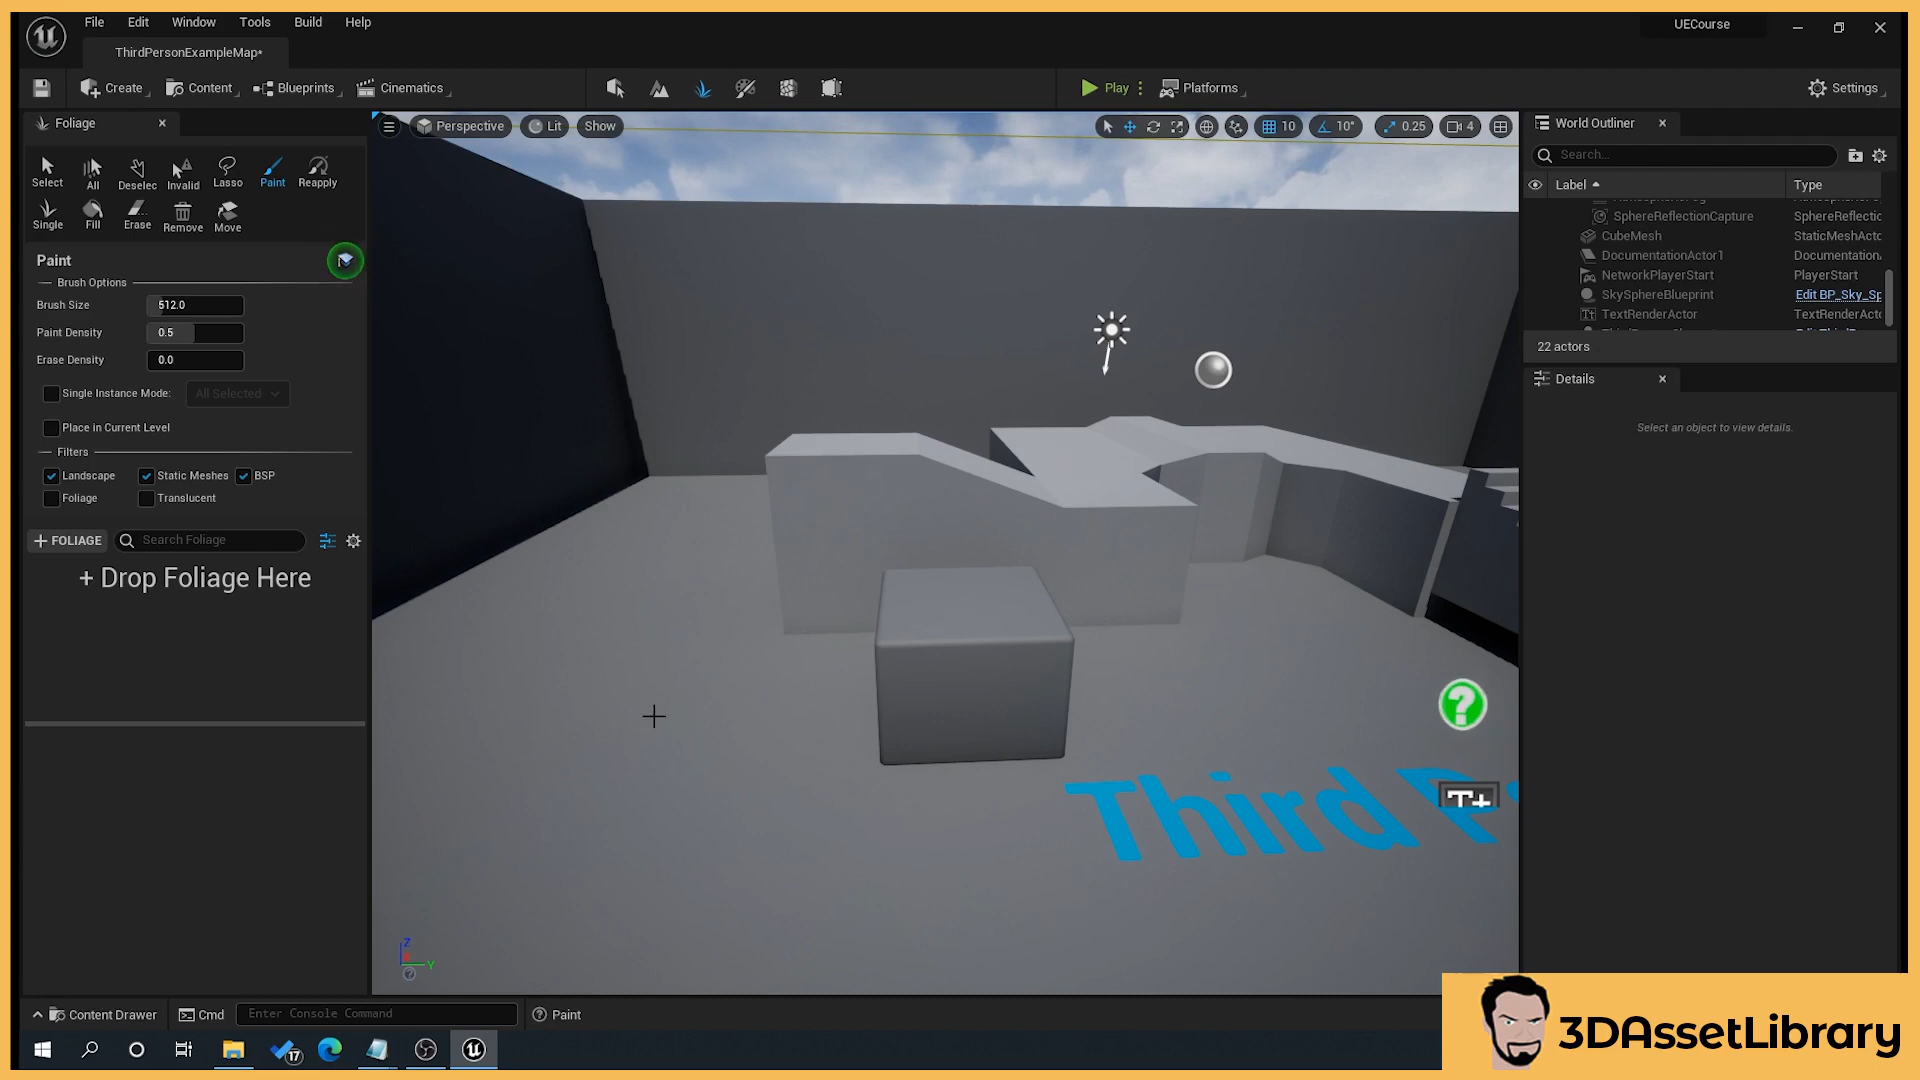 File Edit Window Tools Build Help
UECourse
ThirdPersonExampleMap*
Create Content Blueprints Cinematics Play Platforms Settings
Foliage
Perspective Lit Show 10 10° 0.25 4
World Outliner
Search...
Label Type
SphereReflectionCapture SphereReflectic
CubeMesh StaticMeshActo
DocumentationActor1 Documentation
NetworkPlayerStart PlayerStart
SkySphereBlueprint Edit BP_Sky_Sp
TextRenderActor TextRenderActo
22 actors
Details
Select an object to view details.
Select All Deselec Invalid Lasso Paint Reapply
Single Fill Erase Remove Move
Paint
Brush Options
Brush Size 512.0
Paint Density 0.5
Erase Density 0.0
Single Instance Mode: All Selected
Place in Current Level
Filters
Landscape Static Meshes BSP
Foliage Translucent
+ FOLIAGE Search Foliage
+ Drop Foliage Here
Third P
T+
Z
Y
Content Drawer Cmd Enter Console Command Paint
17
3DAssetLibrary